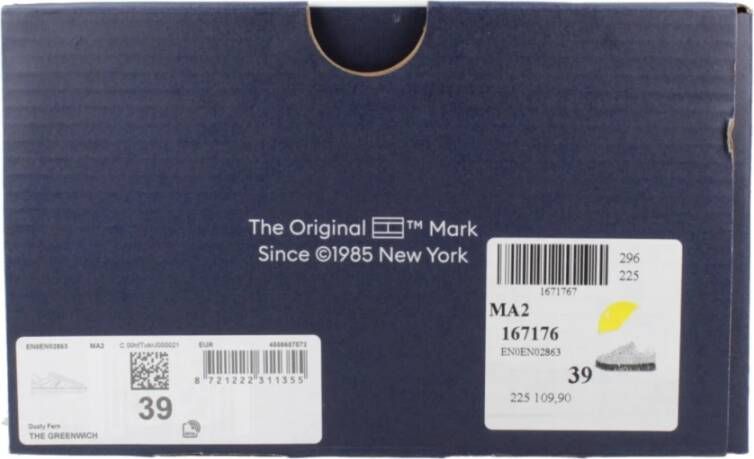 The Original ™ Mark
Since ©1985 New York
296
225
1671767
MA2
167176
EN0EN02863
39
225 109,90
EN0EN02863 MA2 EUR
8 721222 311355
39
Dusty Fern
THE GREENWICH